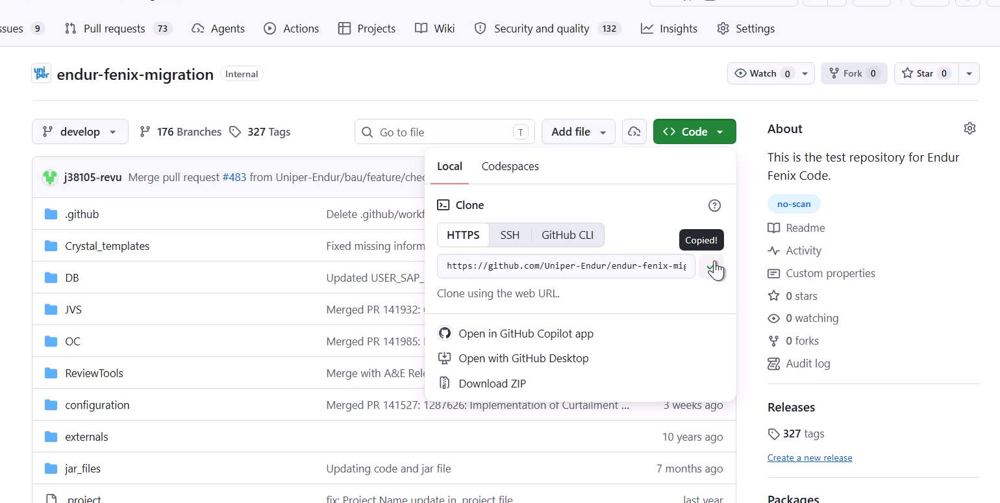 ssues 9 Pull requests 73 Agents Actions Projects Wiki Security and quality 132 Insights Settings
uni per endur-fenix-migration Internal Watch 0 Fork 0 Star 0
develop 176 Branches 327 Tags Go to file T Add file Code
j38105-revu Merge pull request #483 from Uniper-Endur/bau/feature/chec
.github Delete .github/workf
Crystal_templates Fixed missing inform
DB Updated USER_SAP_
JVS Merged PR 141932:
OC Merged PR 141985:
ReviewTools Merge with A&E Rele
configuration Merged PR 141527: 1287626: Implementation of Curtailment ... 3 weeks ago
externals 10 years ago
jar_files Updating code and jar file 7 months ago
.project fix: Project Name update in .project file last year
Local Codespaces
Clone
HTTPS SSH GitHub CLI
Copied!
https://github.com/Uniper-Endur/endur-fenix-mig
Clone using the web URL.
Open in GitHub Copilot app
Open with GitHub Desktop
Download ZIP
About
This is the test repository for Endur
Fenix Code.
no-scan
Readme
Activity
Custom properties
0 stars
0 watching
0 forks
Audit log
Releases
327 tags
Create a new release
Packages